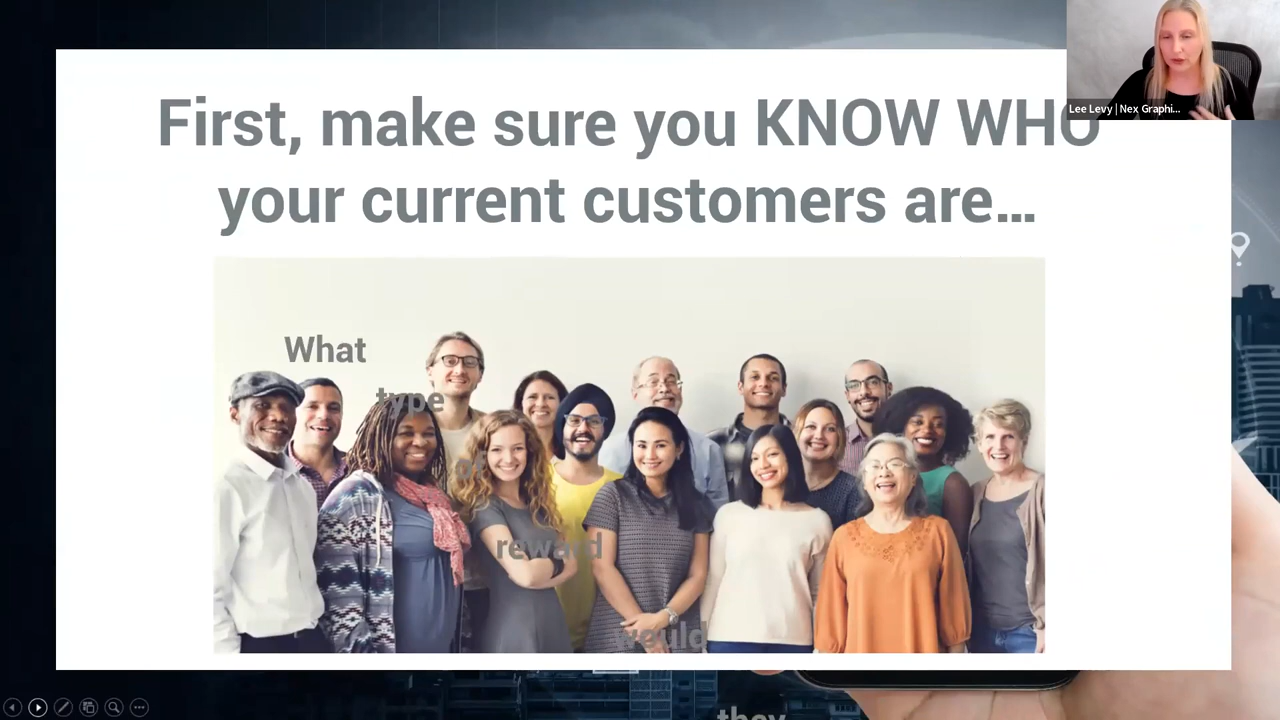 First, make sure you KNOW WHO
your current customers are...
Lee Levy | Nex Graphi...
What
type
of
reward
would
they